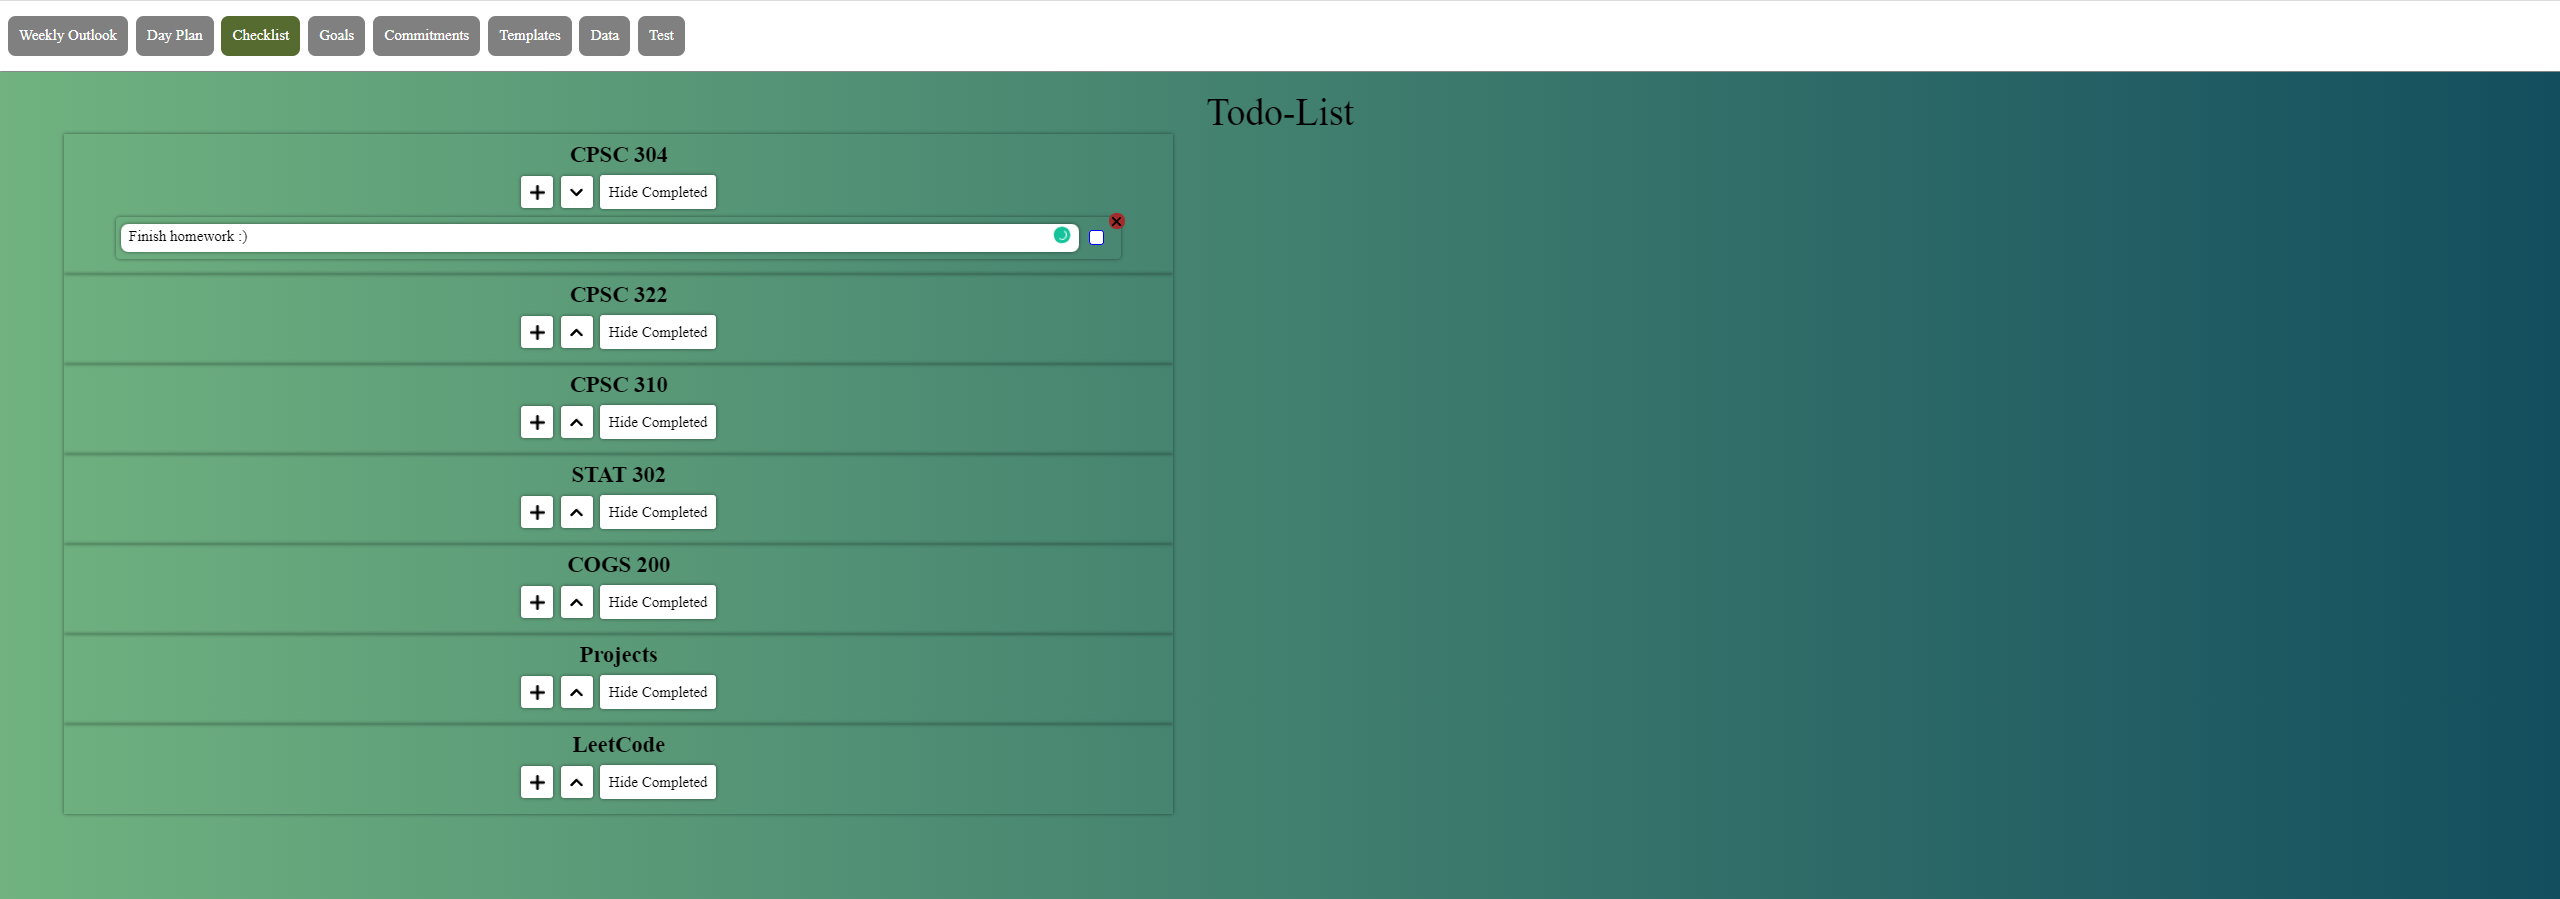 Weekly Outlook Day Plan Checklist Goals Commitments Templates Data Test
Todo-List
CPSC 304
Hide Completed
Finish homework :)
CPSC 322
Hide Completed
CPSC 310
Hide Completed
STAT 302
Hide Completed
COGS 200
Hide Completed
Projects
Hide Completed
LeetCode
Hide Completed